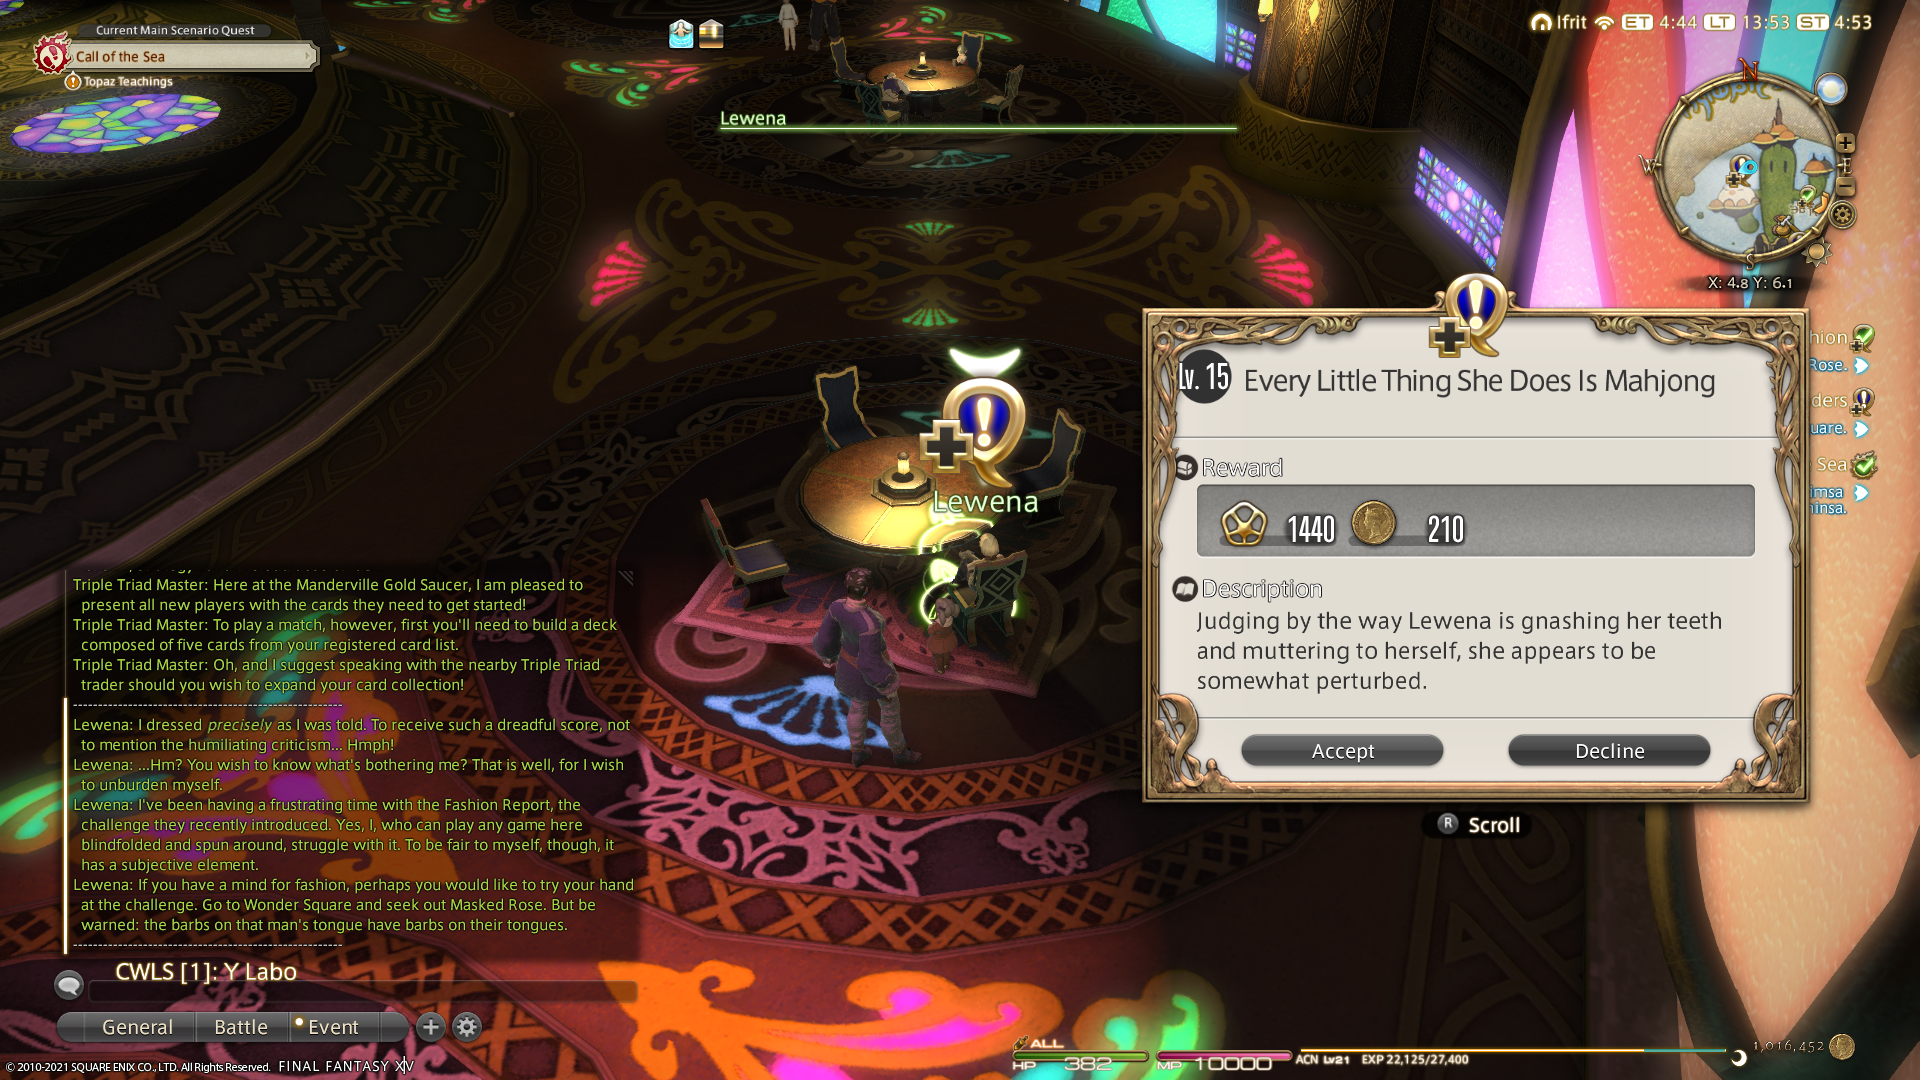 Current Main Scenario Quest
Call of the Sea
Topaz Teachings
Ifrit ET 4:44 LT 13:53 ST 4:53
Lewena
N
W
E
S
X: 4.8 Y: 6.1
Lv. 15 Every Little Thing She Does Is Mahjong
Reward
1440 210
Description
Judging by the way Lewena is gnashing her teeth
and muttering to herself, she appears to be
somewhat perturbed.
Accept Decline
R Scroll
hion
Rose.
ders
uare.
Sea
imsa
insa.
Lewena
Triple Triad Master: Here at the Manderville Gold Saucer, I am pleased to
present all new players with the cards they need to get started!
Triple Triad Master: To play a match, however, first you'll need to build a deck
composed of five cards from your registered card list.
Triple Triad Master: Oh, and I suggest speaking with the nearby Triple Triad
trader should you wish to expand your card collection!
------------------------------------------------------
Lewena: I dressed precisely as I was told. To receive such a dreadful score, not
to mention the humiliating criticism... Hmph!
Lewena: ...Hm? You wish to know what's bothering me? That is well, for I wish
to unburden myself.
Lewena: I've been having a frustrating time with the Fashion Report, the
challenge they recently introduced. Yes, I, who can play any game here
blindfolded and spun around, struggle with it. To be fair to myself, though, it
has a subjective element.
Lewena: If you have a mind for fashion, perhaps you would like to try your hand
at the challenge. Go to Wonder Square and seek out Masked Rose. But be
warned: the barbs on that man's tongue have barbs on their tongues.
------------------------------------------------------
CWLS [1]: Y Labo
General Battle Event
© 2010-2021 SQUARE ENIX CO., LTD. All Rights Reserved. FINAL FANTASY XIV
ALL
HP 382 MP 10000 ACN Lv21 EXP 22,125/27,400
1,016,452